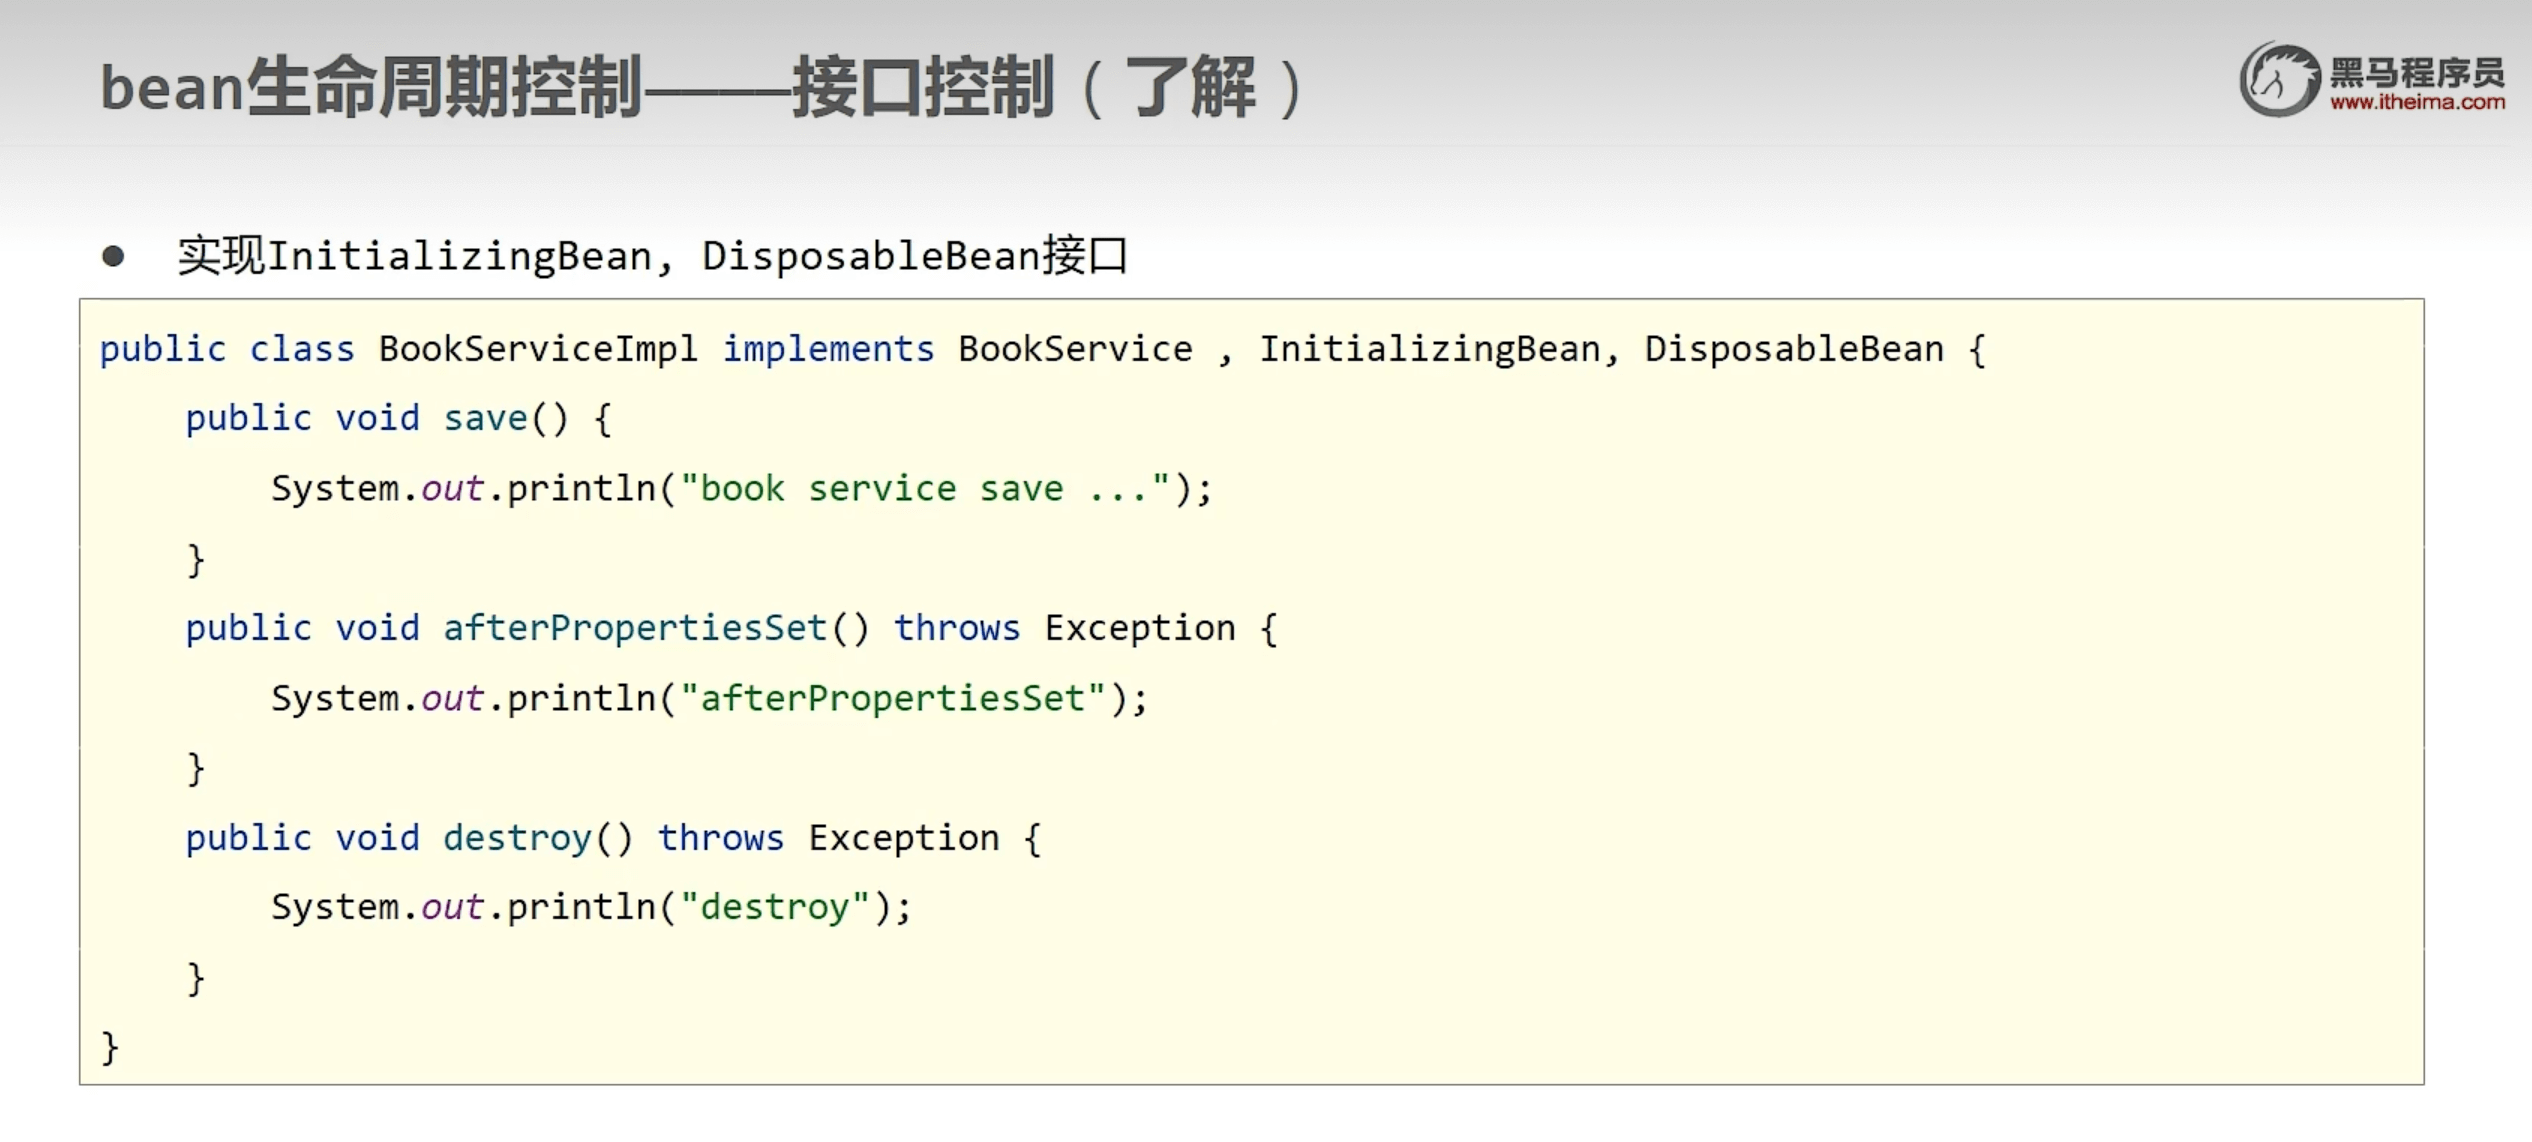 bean生命周期控制————接口控制（了解）
黑马程序员
www.itheima.com
● 实现InitializingBean, DisposableBean接口
public class BookServiceImpl implements BookService , InitializingBean, DisposableBean {
    public void save() {
        System.out.println("book service save ...");
    }
    public void afterPropertiesSet() throws Exception {
        System.out.println("afterPropertiesSet");
    }
    public void destroy() throws Exception {
        System.out.println("destroy");
    }
}